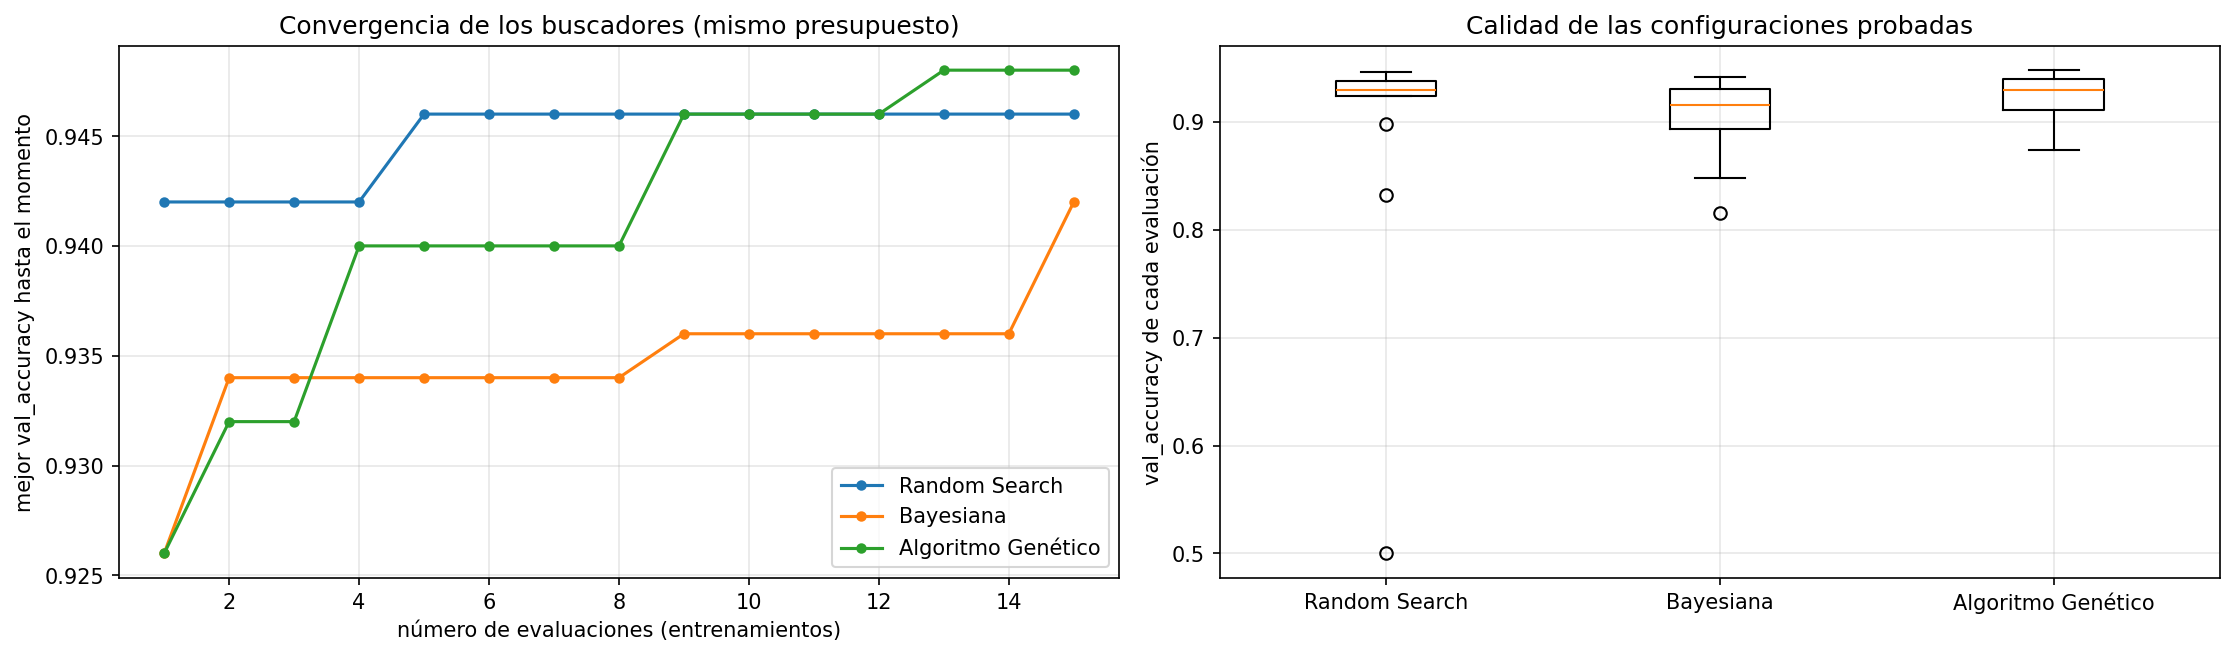 Convergencia de los buscadores (mismo presupuesto)
mejor val_accuracy hasta el momento
0.945
0.940
0.935
0.930
0.925
2 4 6 8 10 12 14
número de evaluaciones (entrenamientos)
Random Search
Bayesiana
Algoritmo Genético
Calidad de las configuraciones probadas
val_accuracy de cada evaluación
0.9
0.8
0.7
0.6
0.5
Random Search Bayesiana Algoritmo Genético